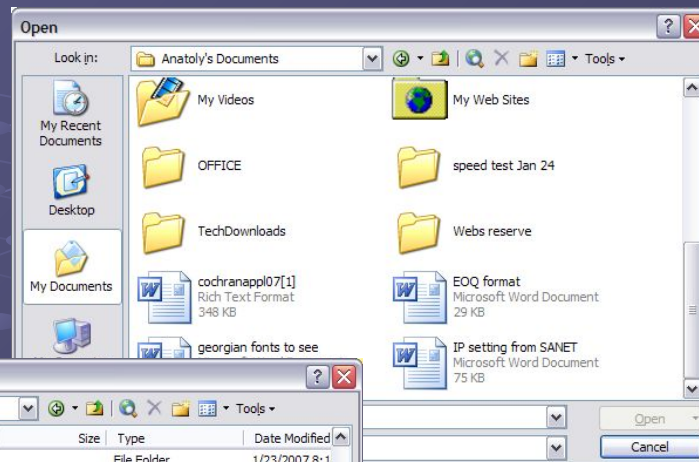 Open
Look in:
Anatoly's Documents
Tools
My Recent
Documents
Desktop
My Documents
My Videos
My Web Sites
OFFICE
speed test Jan 24
TechDownloads
Webs reserve
cochranappl07[1]
Rich Text Format
348 KB
EOQ format
Microsoft Word Document
29 KB
georgian fonts to see
IP setting from SANET
Microsoft Word Document
75 KB
Open
Cancel
Tools
Size Type Date Modified
File Folder